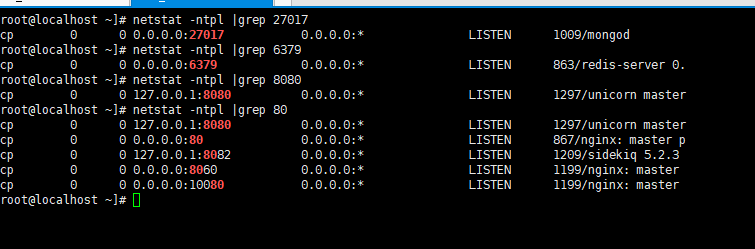 root@localhost ~]# netstat -ntpl |grep 27017
cp 0 0 0.0.0.0:27017 0.0.0.0:* LISTEN 1009/mongod
root@localhost ~]# netstat -ntpl |grep 6379
cp 0 0 0.0.0.0:6379 0.0.0.0:* LISTEN 863/redis-server 0.
root@localhost ~]# netstat -ntpl |grep 8080
cp 0 0 127.0.0.1:8080 0.0.0.0:* LISTEN 1297/unicorn master
root@localhost ~]# netstat -ntpl |grep 80
cp 0 0 127.0.0.1:8080 0.0.0.0:* LISTEN 1297/unicorn master
cp 0 0 0.0.0.0:80 0.0.0.0:* LISTEN 867/nginx: master p
cp 0 0 127.0.0.1:8082 0.0.0.0:* LISTEN 1209/sidekiq 5.2.3
cp 0 0 0.0.0.0:8060 0.0.0.0:* LISTEN 1199/nginx: master
cp 0 0 0.0.0.0:10080 0.0.0.0:* LISTEN 1199/nginx: master
root@localhost ~]#